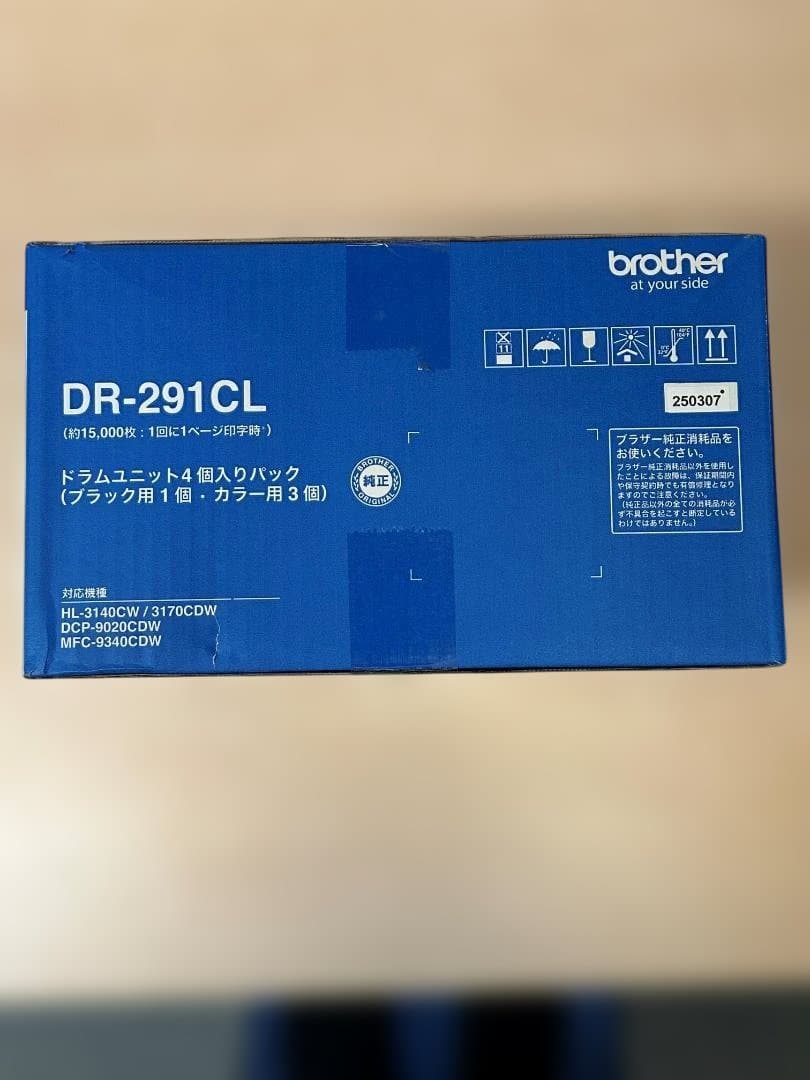 brother
at your side
11
40°C
104°F
0°C
32°F
DR-291CL
(約15,000枚：1回に1ページ印字時*)
250307
ドラムユニット4個入りパック
(ブラック用1個・カラー用3個)
BROTHER
純正
ORIGINAL
ブラザー純正消耗品を
お使いください。
ブラザー純正消耗品以外を使用し
たことによる故障は、保証期間内
や保守契約時でも有償修理となり
ますのでご注意ください。
(純正品以外の全ての消耗品が必
ず不具合を起こすと断定している
わけではありません。)
対応機種
HL-3140CW / 3170CDW
DCP-9020CDW
MFC-9340CDW